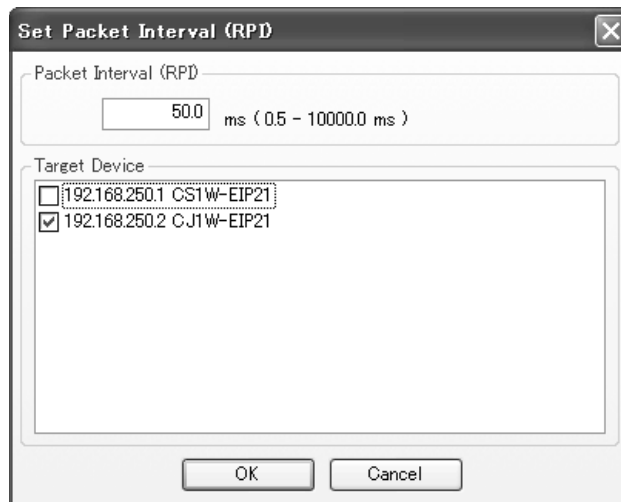 Set Packet Interval (RPI)
Packet Interval (RPI)
50.0 ms ( 0.5 - 10000.0 ms )
Target Device
192.168.250.1 CS1W-EIP21
192.168.250.2 CJ1W-EIP21
OK Cancel